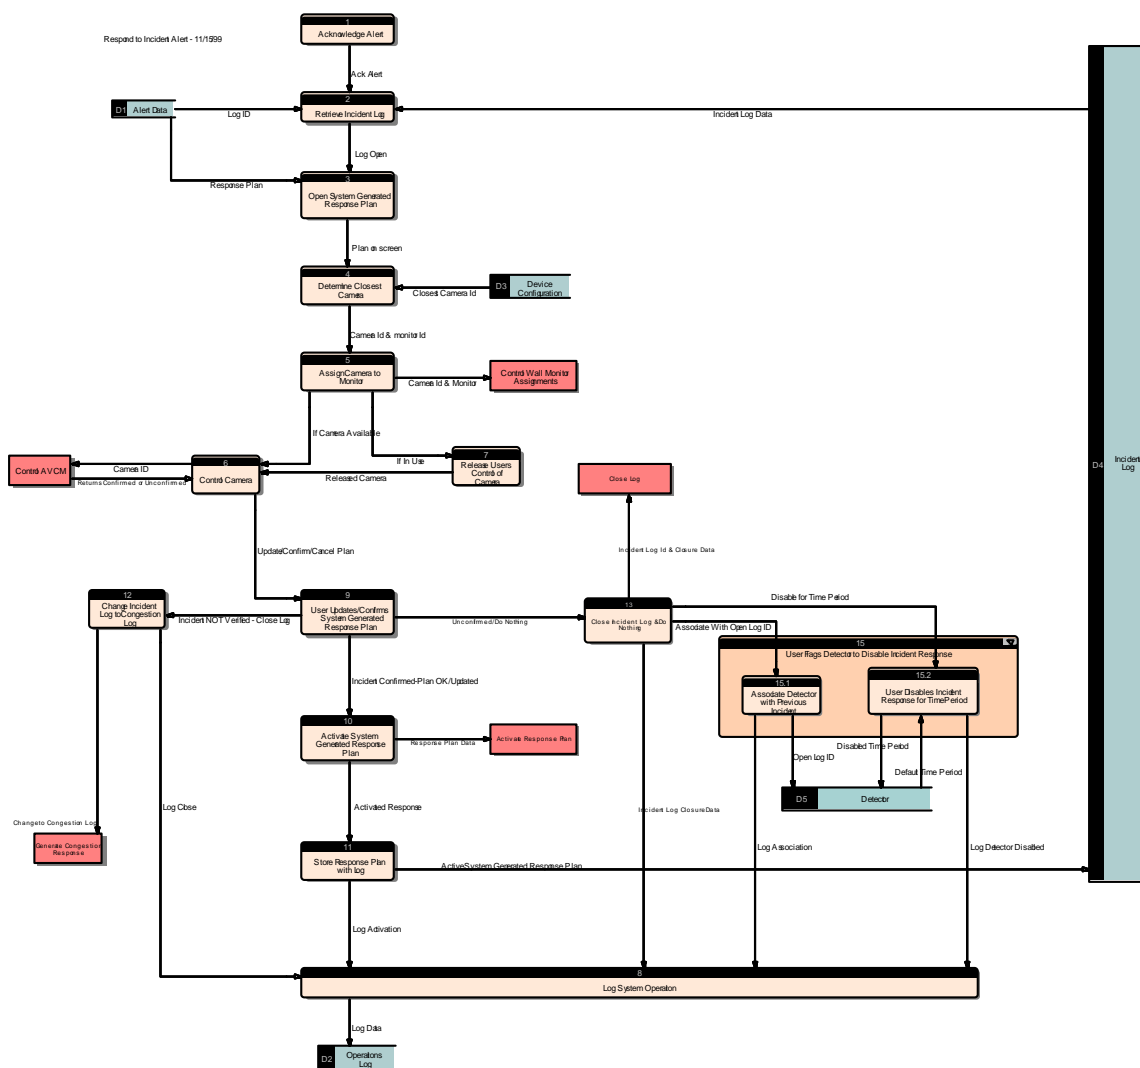 1
Acknowledge Alert
Respond to Incident Alert - 11/15/99
Ack Alert
2
Retrieve Incident Log
D1
Alert Data
Log ID
Incident Log Data
Log Open
3
Open System Generated
Response Plan
Response Plan
Plan on screen
4
Determine Closest
Camera
Closest Camera Id
D3
Device
Configuration
Camera Id & monitor Id
5
Assign Camera to
Monitor
Camera Id & Monitor
Control Wall Monitor
Assignments
If Camera Available
If In Use
7
Release Users
Control of
Camera
Released Camera
6
Control Camera
Control AVCM
Camera ID
Returns Confirmed or Unconfirmed
D4
Incident
Log
Close Log
Incident Log Id & Closure Data
Update/Confirm/Cancel Plan
12
Change Incident
Log to Congestion
Log
Incident NOT Verified - Close Log
9
User Updates/Confirms
System Generated
Response Plan
Unconfirmed/Do Nothing
13
Close Incident Log & Do
Nothing
Disable for Time Period
Associate With Open Log ID
15
User Flags Detector to Disable Incident Response
15.1
Associate Detector
with Previous
Incident
15.2
User Disables Incident
Response for Time Period
Incident Confirmed-Plan OK/Updated
10
Activate System
Generated Response
Plan
Response Plan Data
Activate Response Plan
Disabled Time Period
Open Log ID
Default Time Period
D5
Detector
Log Close
Activated Response
Incident Log Closure Data
Change to Congestion Log
Generate Congestion
Response
11
Store Response Plan
with log
Active System Generated Response Plan
Log Association
Log Detector Disabled
Log Activation
8
Log System Operation
Log Data
D2
Operations
Log